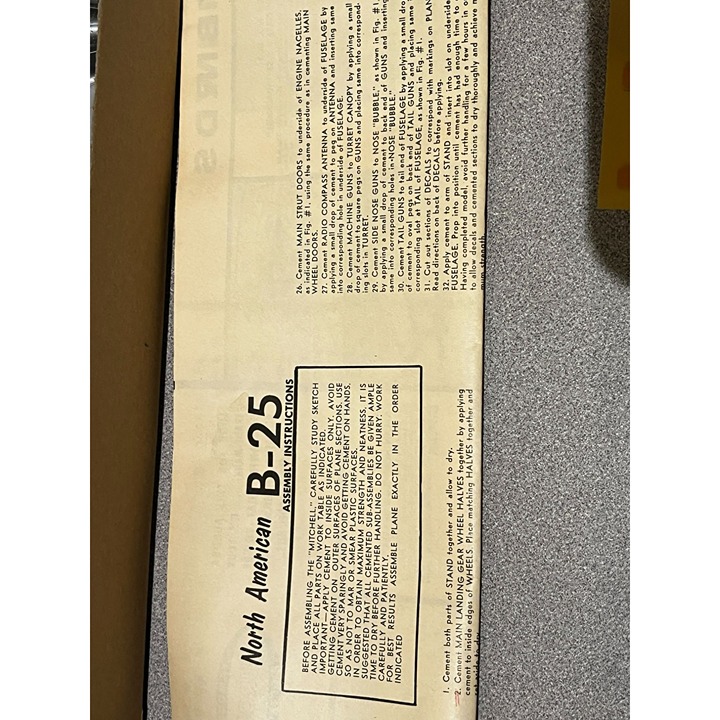 North American B-25
ASSEMBLY INSTRUCTIONS
BEFORE ASSEMBLING THE "MITCHELL," CAREFULLY STUDY SKETCH
AND PLACE ALL PARTS ON WORK TABLE AS INDICATED.
IMPORTANT—APPLY CEMENT TO INSIDE SURFACES ONLY. AVOID
GETTING CEMENT ON OUTER SURFACES OF PLANE SECTIONS. USE
CEMENT VERY SPARINGLY AND AVOID GETTING CEMENT ON HANDS,
SO AS NOT TO MAR OR SMEAR PLASTIC SURFACES.
IN ORDER TO OBTAIN MAXIMUM STRENGTH AND NEATNESS, IT IS
SUGGESTED THAT ALL CEMENTED SUB-ASSEMBLIES BE GIVEN AMPLE
TIME TO DRY BEFORE FURTHER HANDLING. DO NOT HURRY. WORK
CAREFULLY AND PATIENTLY.
FOR BEST RESULTS ASSEMBLE PLANE EXACTLY IN THE ORDER
INDICATED
1. Cement both parts of STAND together and allow to dry.
2. Cement MAIN LANDING GEAR WHEEL HALVES together by applying
cement to inside edges of WHEELS. Place matching HALVES together and
26. Cement MAIN STRUT DOORS to underside of ENGINE NACELLES,
as indicated in Fig. #1, using the same procedure as in cementing MAIN
WHEEL DOORS.
27. Cement RADIO COMPASS ANTENNA to underside of FUSELAGE by
applying a small drop of cement to peg on ANTENNA and inserting same
into corresponding hole in underside of FUSELAGE.
28. Cement MACHINE GUNS to TURRET CANOPY by applying a small
drop of cement to square pegs on GUNS and placing same into correspond-
ing slots in TURRET.
29. Cement SIDE NOSE GUNS to NOSE "BUBBLE," as shown in Fig. #1,
by applying a small drop of cement to back end of GUNS and inserting
same into corresponding holes in NOSE "BUBBLE."
30. Cement TAIL GUNS to tail end of FUSELAGE by applying a small dro
of cement to oval pegs on back end of TAIL GUNS and placing same
corresponding slot at TAIL of FUSELAGE, as shown in Fig. #1.
31. Cut out sections of DECALS to correspond with markings on PLAN
Read directions on back of DECALS before applying.
32. Apply cement to arm of STAND and insert into slot on underside
FUSELAGE. Prop into position until cement has had enough time to
Having completed model, avoid further handling for a few hours in o
to allow decals and cemented sections to dry thoroughly and achieve m
mum strength.